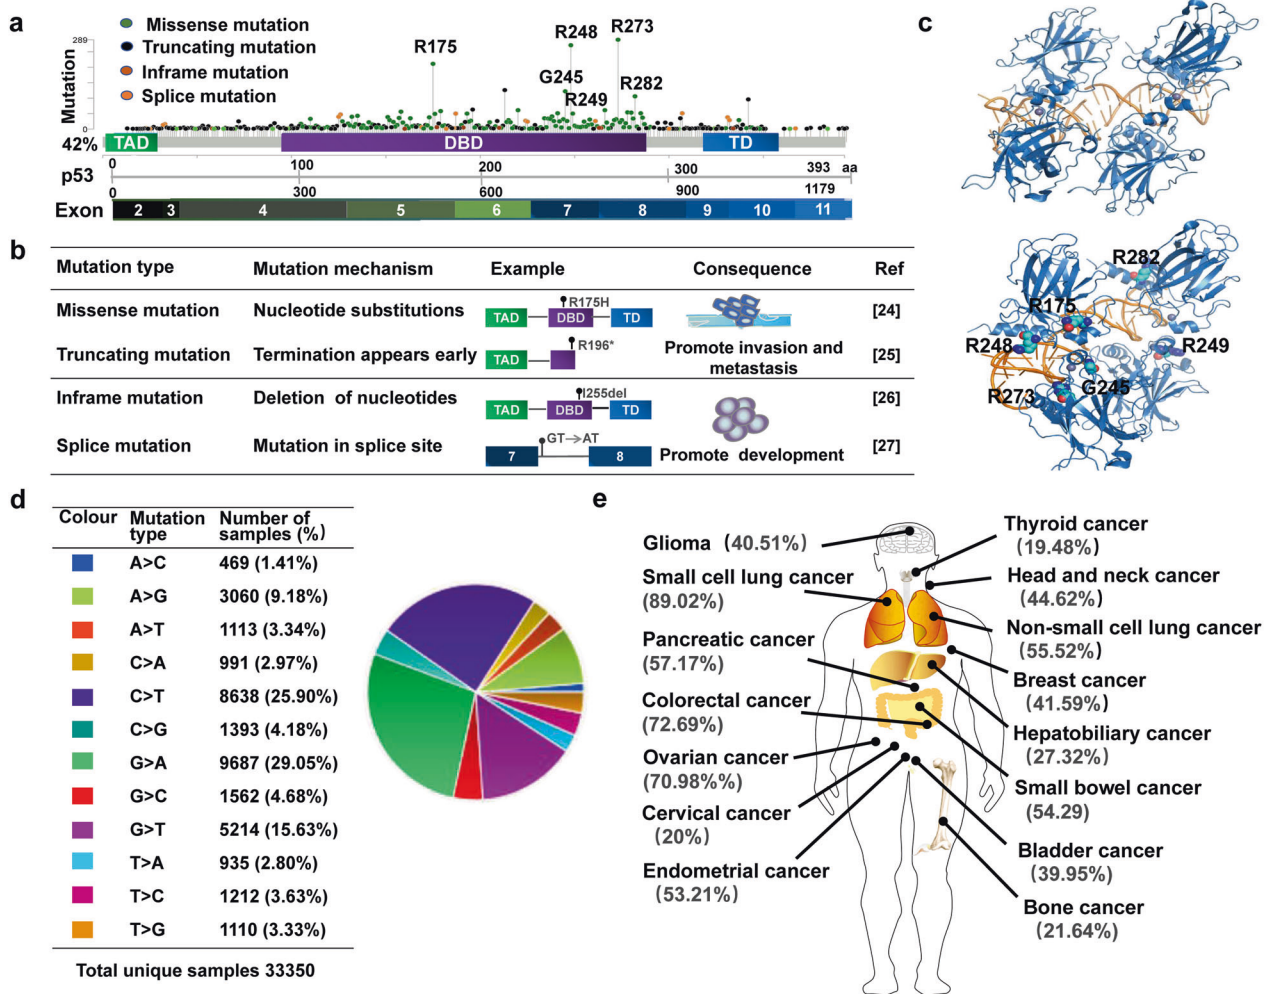 a
Missense mutation
Truncating mutation
Inframe mutation
Splice mutation
289
Mutation
0
R175
R248
R273
G245
R249
R282
42%
TAD
DBD
TD
0
100
200
300
393
aa
p53
0
300
600
900
1179
Exon
2
3
4
5
6
7
8
9
10
11
b
Mutation type
Mutation mechanism
Example
Consequence
Ref
Missense mutation
Nucleotide substitutions
R175H
TAD
DBD
TD
[24]
Truncating mutation
Termination appears early
R196*
TAD
Promote invasion and
metastasis
[25]
Inframe mutation
Deletion of nucleotides
I255del
TAD
DBD
TD
[26]
Splice mutation
Mutation in splice site
GT→AT
7
8
Promote development
[27]
c
R282
R175
R248
R249
R273
G245
d
Colour
Mutation
type
Number of
samples (%)
A>C 469 (1.41%)
A>G 3060 (9.18%)
A>T 1113 (3.34%)
C>A 991 (2.97%)
C>T 8638 (25.90%)
C>G 1393 (4.18%)
G>A 9687 (29.05%)
G>C 1562 (4.68%)
G>T 5214 (15.63%)
T>A 935 (2.80%)
T>C 1212 (3.63%)
T>G 1110 (3.33%)
Total unique samples 33350
e
Glioma (40.51%)
Small cell lung cancer
(89.02%)
Pancreatic cancer
(57.17%)
Colorectal cancer
(72.69%)
Ovarian cancer
(70.98%%)
Cervical cancer
(20%)
Endometrial cancer
(53.21%)
Thyroid cancer
(19.48%)
Head and neck cancer
(44.62%)
Non-small cell lung cancer
(55.52%)
Breast cancer
(41.59%)
Hepatobiliary cancer
(27.32%)
Small bowel cancer
(54.29)
Bladder cancer
(39.95%)
Bone cancer
(21.64%)